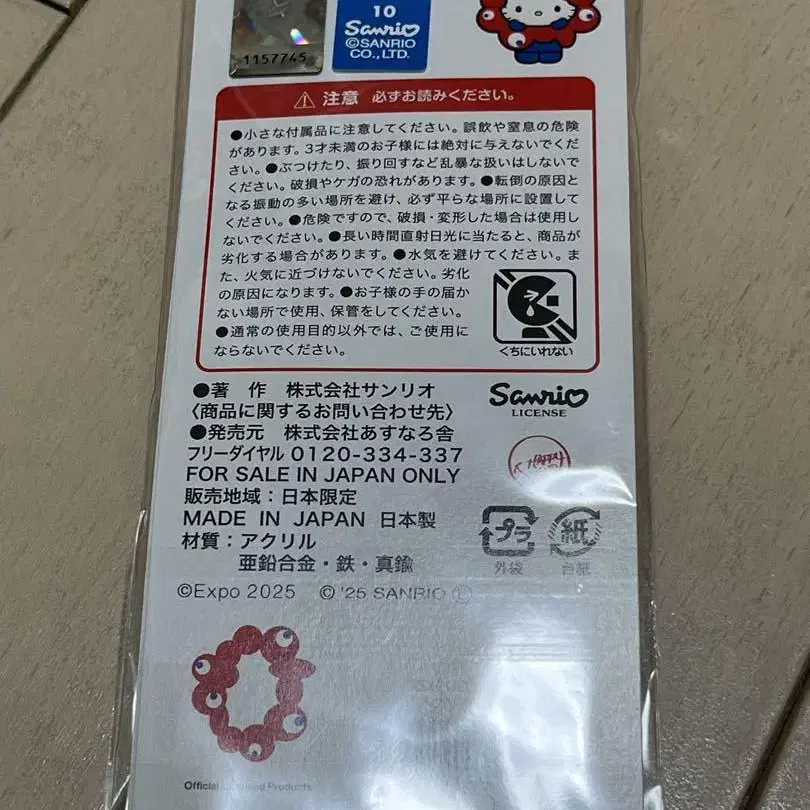 1157745
10
Sanrio
©SANRIO
CO.,LTD.
⚠ 注意 必ずお読みください。
●小さな付属品に注意してください。誤飲や窒息の危険
があります。3才未満のお子様には絶対に与えないでくだ
さい。●ぶつけたり、振り回すなど乱暴な扱いはしないで
ください。破損やケガの恐れがあります。●転倒の原因と
なる振動の多い場所を避け、必ず平らな場所に設置して
ください。●危険ですので、破損・変形した場合は使用し
ないでください。●長い時間直射日光に当たると、商品が
劣化する場合があります。●水気を避けてください。ま
た、火気に近づけないでください。劣化
の原因になります。●お子様の手の届か
ない場所で使用、保管をしてください。
●通常の使用目的以外では、ご使用に
ならないでください。
くちにいれない
●著 作 株式会社サンリオ
〈商品に関するお問い合わせ先〉
●発売元 株式会社あすなろ舎
フリーダイヤル 0120-334-337
FOR SALE IN JAPAN ONLY
販売地域：日本限定
MADE IN JAPAN 日本製
材質：アクリル
亜鉛合金・鉄・真鍮
©Expo 2025 © '25 SANRIO Ⓛ
Sanrio
LICENSE
プラ
外袋
紙
台紙
Official Licensed Products